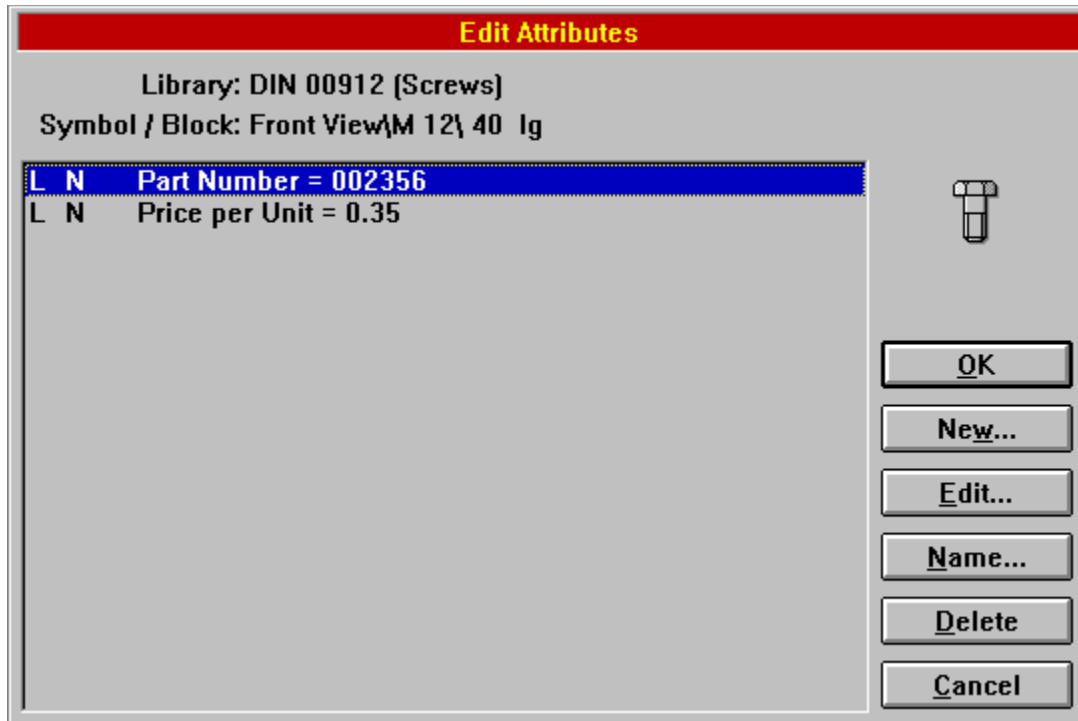 Edit Attributes
Library: DIN 00912 (Screws)
Symbol / Block: Front View\M 12\ 40  lg
L  N  Part Number = 002356
L  N  Price per Unit = 0.35
OK
New...
Edit...
Name...
Delete
Cancel